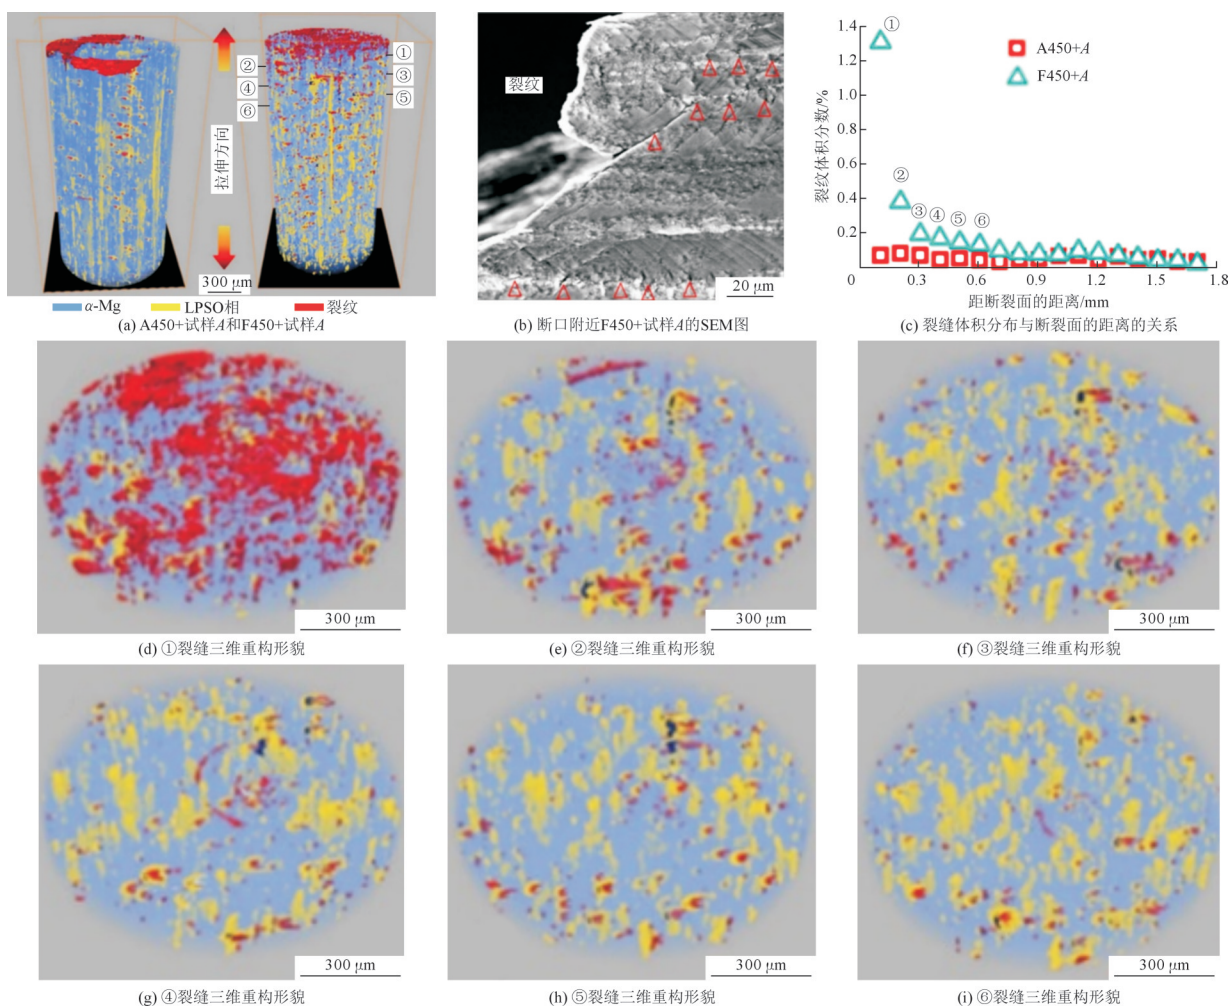 ①
②
③
④
⑤
⑥
拉伸方向
300 μm
α-Mg LPSO相 裂纹
(a) A450+试样A和F450+试样A
裂纹
20 μm
(b) 断口附近F450+试样A的SEM图
裂纹体积分数/%
1.4
1.2
1.0
0.8
0.6
0.4
0.2
0 0.3 0.6 0.9 1.2 1.5 1.8
①
②
③ ④ ⑤ ⑥
A450+A
F450+A
距断裂面的距离/mm
(c) 裂缝体积分布与断裂面的距离的关系
300 μm
(d) ①裂缝三维重构形貌
300 μm
(e) ②裂缝三维重构形貌
300 μm
(f) ③裂缝三维重构形貌
300 μm
(g) ④裂缝三维重构形貌
300 μm
(h) ⑤裂缝三维重构形貌
300 μm
(i) ⑥裂缝三维重构形貌